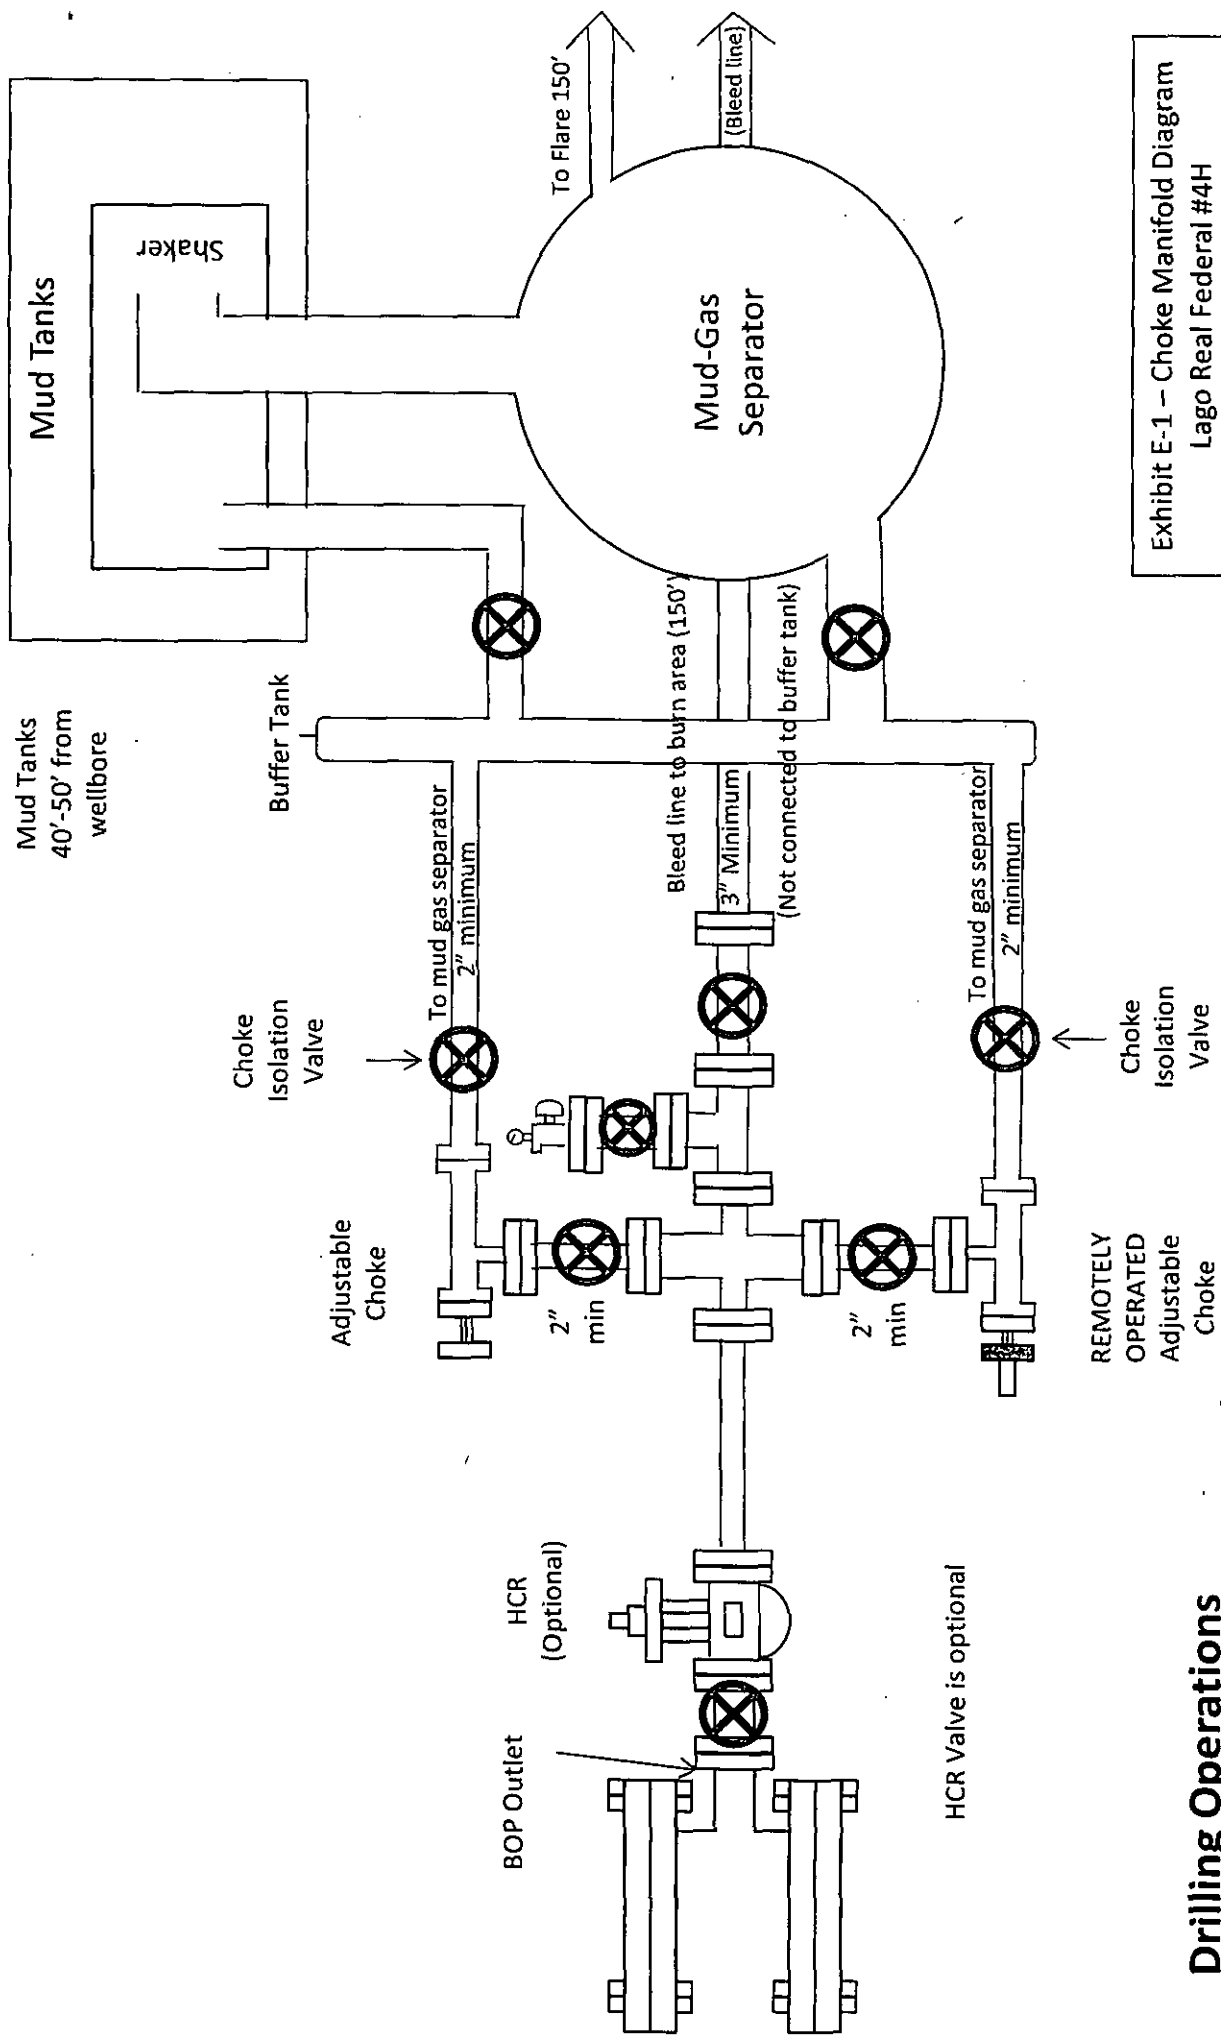 Mud Tanks
40'-50' from
wellbore
Mud Tanks
Shaker
Buffer Tank
To Flare 150'
(Bleed line)
Mud-Gas
Separator
Choke
Isolation
Valve
To mud gas separator
2" minimum
Bleed line to burn area (150')
3" Minimum
(Not connected to buffer tank)
To mud gas separator
2" minimum
Choke
Isolation
Valve
Adjustable
Choke
2"
min
2"
min
REMOTELY
OPERATED
Adjustable
Choke
HCR
(Optional)
BOP Outlet
HCR Valve is optional
Drilling Operations
Exhibit E-1 – Choke Manifold Diagram
Lago Real Federal #4H